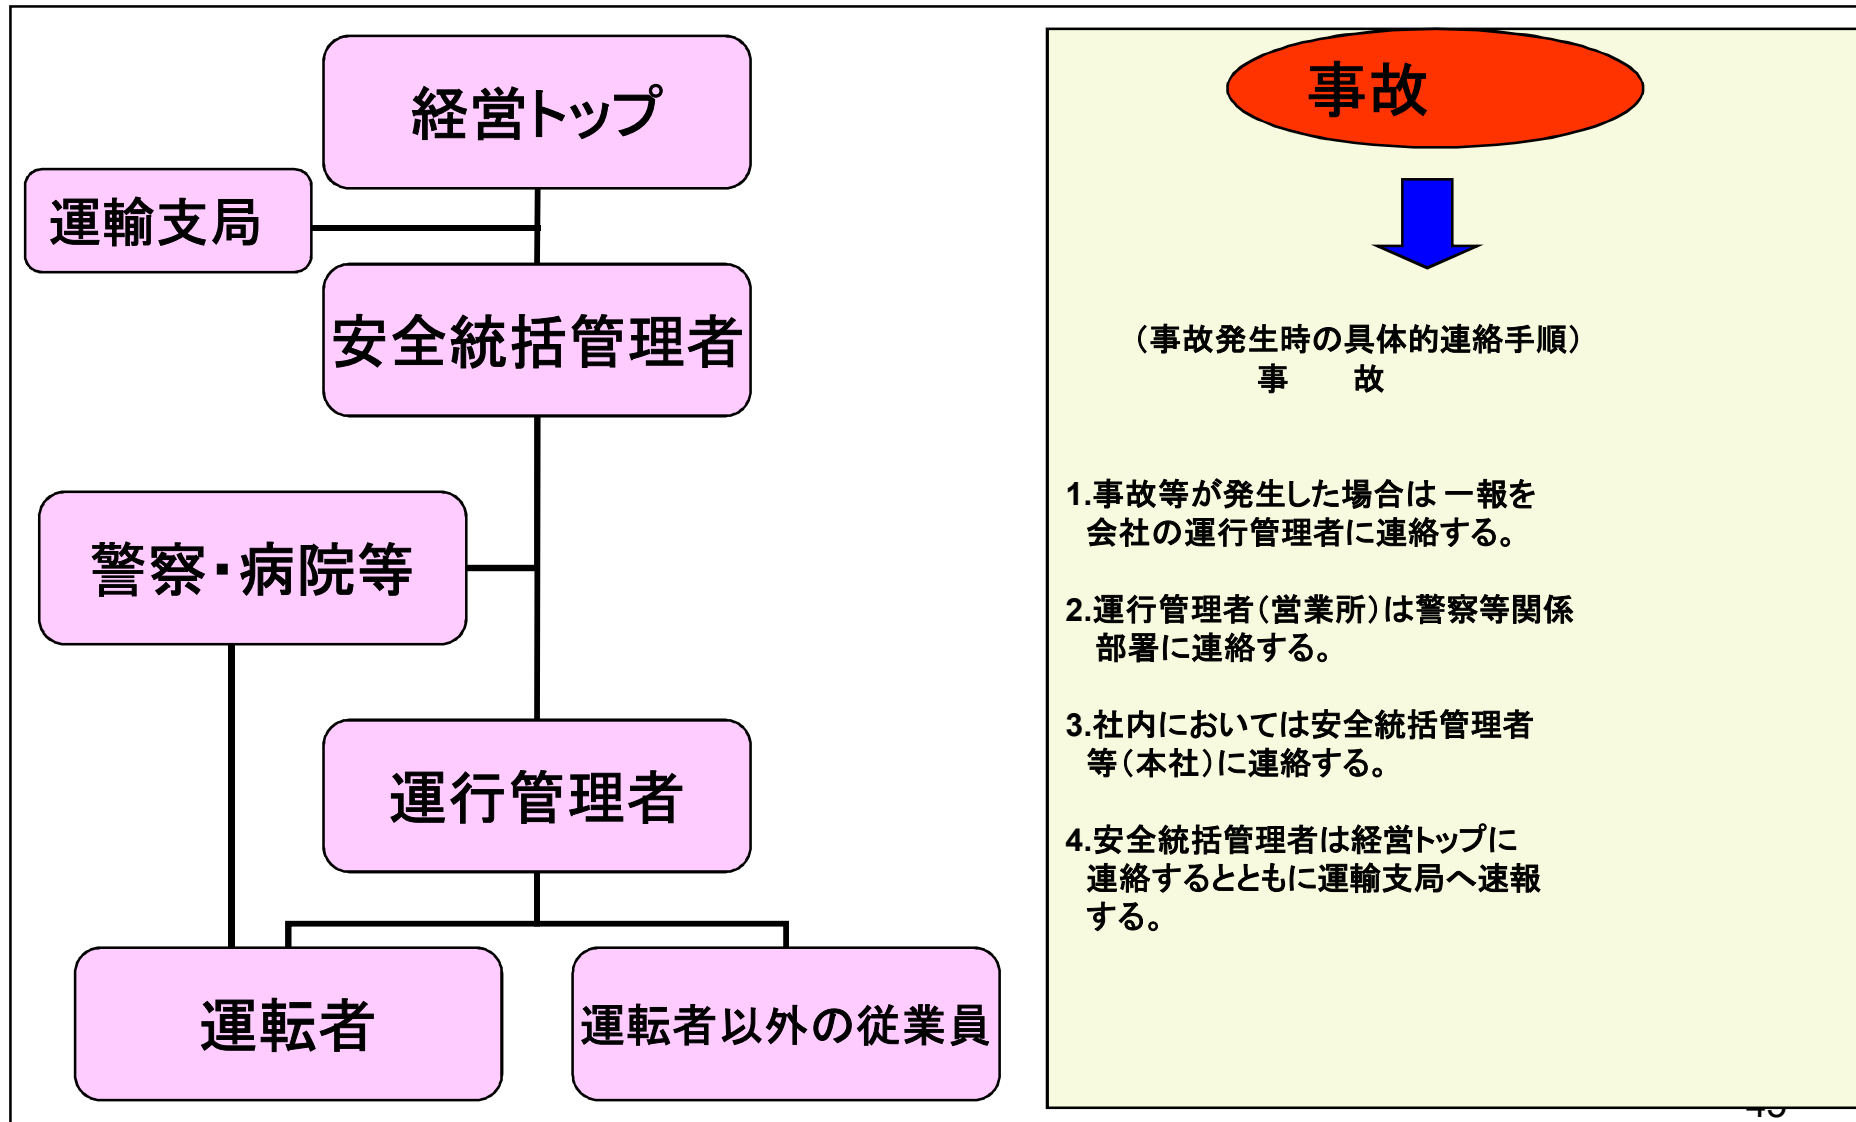 経営トップ
運輸支局
安全統括管理者
警察・病院等
運行管理者
運転者
運転者以外の従業員
事故
（事故発生時の具体的連絡手順）
事　　故
1.事故等が発生した場合は 一報を
会社の運行管理者に連絡する。
2.運行管理者（営業所）は警察等関係
部署に連絡する。
3.社内においては安全統括管理者
等（本社）に連絡する。
4.安全統括管理者は経営トップに
連絡するとともに運輸支局へ速報
する。